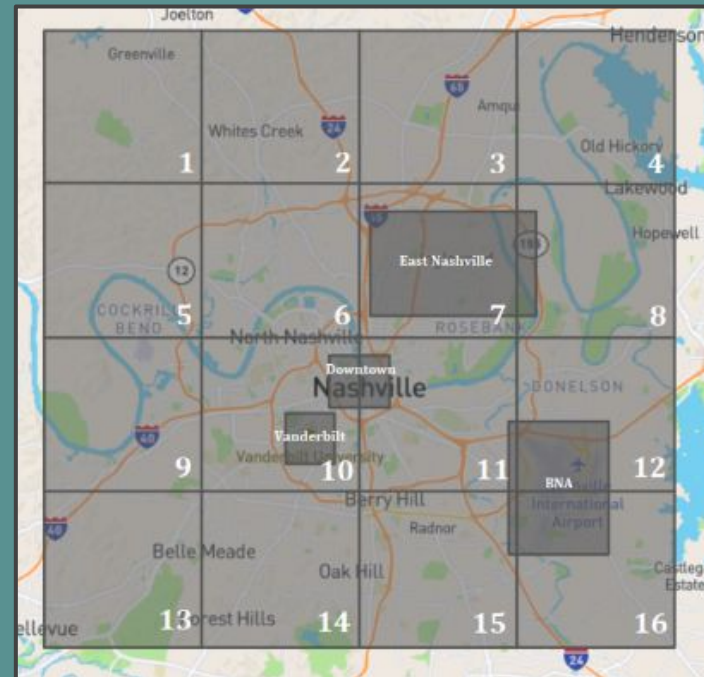 Joelton
Henderson
Greenville
65
Amqui
Whites Creek
24
Old Hickory
1
2
3
4
Lakewood
Hopewell
East Nashville
155
12
COCKRILL
BEND
5
6
7
8
North Nashville
ROSEBANK
Downtown
Nashville
DONELSON
Vanderbilt
40
Vanderbilt University
9
10
11
12
BNA
International
Airport
Berry Hill
Radnor
40
Belle Meade
Oak Hill
Castleg
Estate
13
Forest Hills
14
15
16
ellevue
24